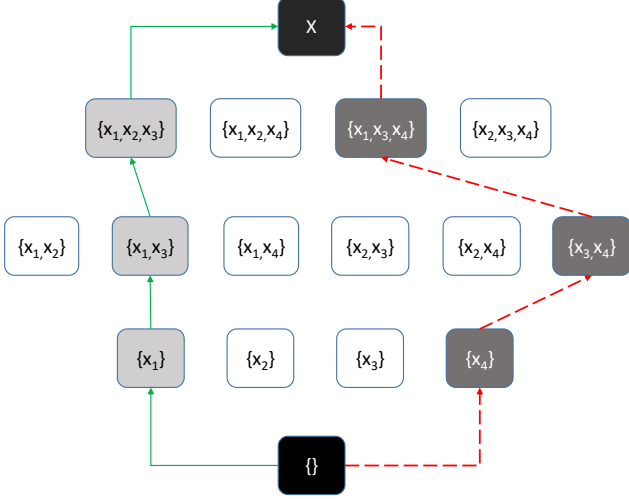 X
{x₁,x₂,x₃} {x₁,x₂,x₄} {x₁,x₃,x₄} {x₂,x₃,x₄}
{x₁,x₂} {x₁,x₃} {x₁,x₄} {x₂,x₃} {x₂,x₄} {x₃,x₄}
{x₁} {x₂} {x₃} {x₄}
{}